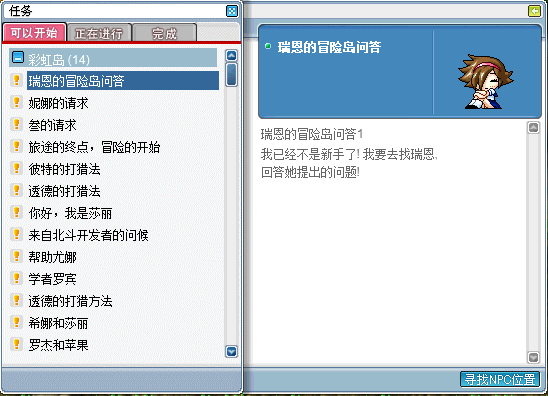 任务
可以开始 正在进行 完成
彩虹岛 (14)
瑞恩的冒险岛问答
妮娜的请求
叁的请求
旅途的终点，冒险的开始
彼特的打猎法
透德的打猎法
你好，我是莎丽
来自北斗开发者的问候
帮助尤娜
学者罗宾
透德的打猎方法
希娜和莎丽
罗杰和苹果
瑞恩的冒险岛问答
瑞恩的冒险岛问答1
我已经不是新手了! 我要去找瑞恩,
回答她提出的问题!
寻找NPC位置